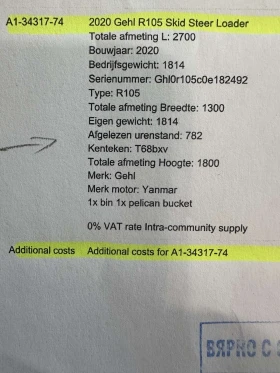 A1-34317-74 2020 Gehl R105 Skid Steer Loader
Totale afmeting L: 2700
Bouwjaar: 2020
Bedrijfsgewicht: 1814
Serienummer: Ghl0r105c0e182492
Type: R105
Totale afmeting Breedte: 1300
Eigen gewicht: 1814
Afgelezen urenstand: 782
Kenteken: T68bxv
Totale afmeting Hoogte: 1800
Merk: Gehl
Merk motor: Yanmar
1x bin 1x pelican bucket
0% VAT rate Intra-community supply
Additional costs Additional costs for A1-34317-74